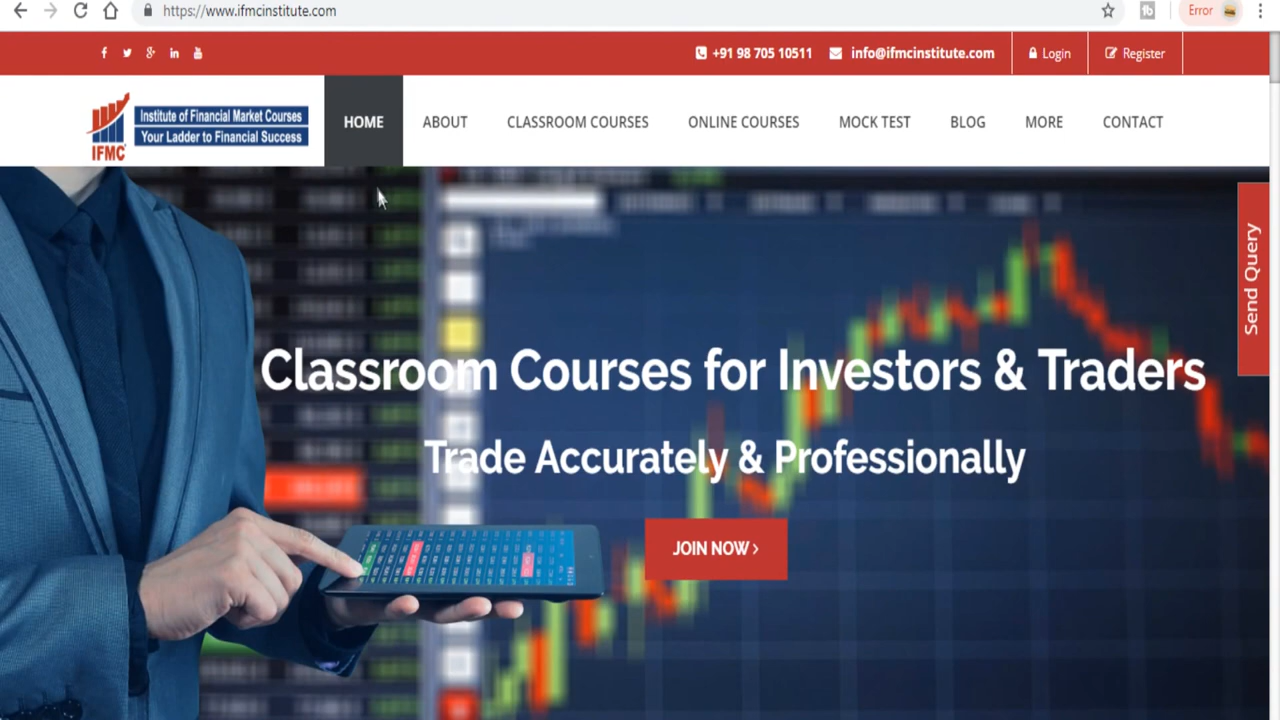 https://www.ifmcinstitute.com
Error
+91 98 705 10511
info@ifmcinstitute.com
Login
Register
IFMC
Institute of Financial Market Courses
Your Ladder to Financial Success
HOME
ABOUT
CLASSROOM COURSES
ONLINE COURSES
MOCK TEST
BLOG
MORE
CONTACT
Send Query
Classroom Courses for Investors & Traders
Trade Accurately & Professionally
JOIN NOW >